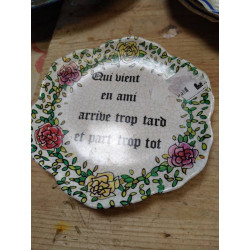 Qui vient
en ami
arrive trop tard
et part trop tot